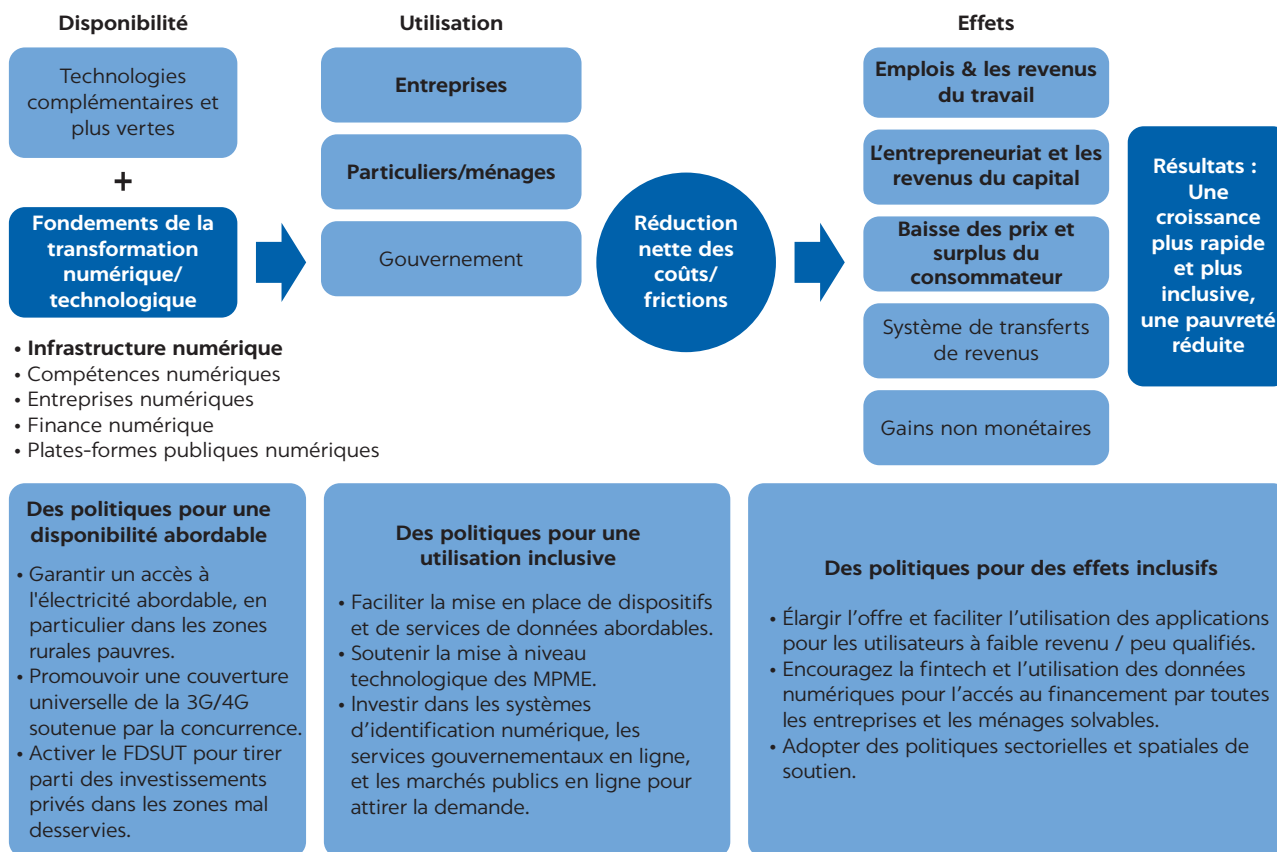 Disponibilité
Technologies
complémentaires et
plus vertes
+
Fondements de la
transformation
numérique/
technologique
• Infrastructure numérique
• Compétences numériques
• Entreprises numériques
• Finance numérique
• Plates-formes publiques numériques
Utilisation
Entreprises
Particuliers/ménages
Gouvernement
Réduction
nette des
coûts/
frictions
Effets
Emplois & les revenus
du travail
L’entrepreneuriat et les
revenus du capital
Baisse des prix et
surplus du
consommateur
Système de transferts
de revenus
Gains non monétaires
Résultats :
Une
croissance
plus rapide
et plus
inclusive,
une pauvreté
réduite
Des politiques pour une
disponibilité abordable
• Garantir un accès à
l'électricité abordable, en
particulier dans les zones
rurales pauvres.
• Promouvoir une couverture
universelle de la 3G/4G
soutenue par la concurrence.
• Activer le FDSUT pour tirer
parti des investissements
privés dans les zones mal
desservies.
Des politiques pour une
utilisation inclusive
• Faciliter la mise en place de dispositifs
et de services de données abordables.
• Soutenir la mise à niveau
technologique des MPME.
• Investir dans les systèmes
d’identification numérique, les
services gouvernementaux en ligne,
et les marchés publics en ligne pour
attirer la demande.
Des politiques pour des effets inclusifs
• Élargir l’offre et faciliter l’utilisation des applications
pour les utilisateurs à faible revenu / peu qualifiés.
• Encouragez la fintech et l’utilisation des données
numériques pour l’accés au financement par toutes
les entreprises et les ménages solvables.
• Adopter des politiques sectorielles et spatiales de
soutien.